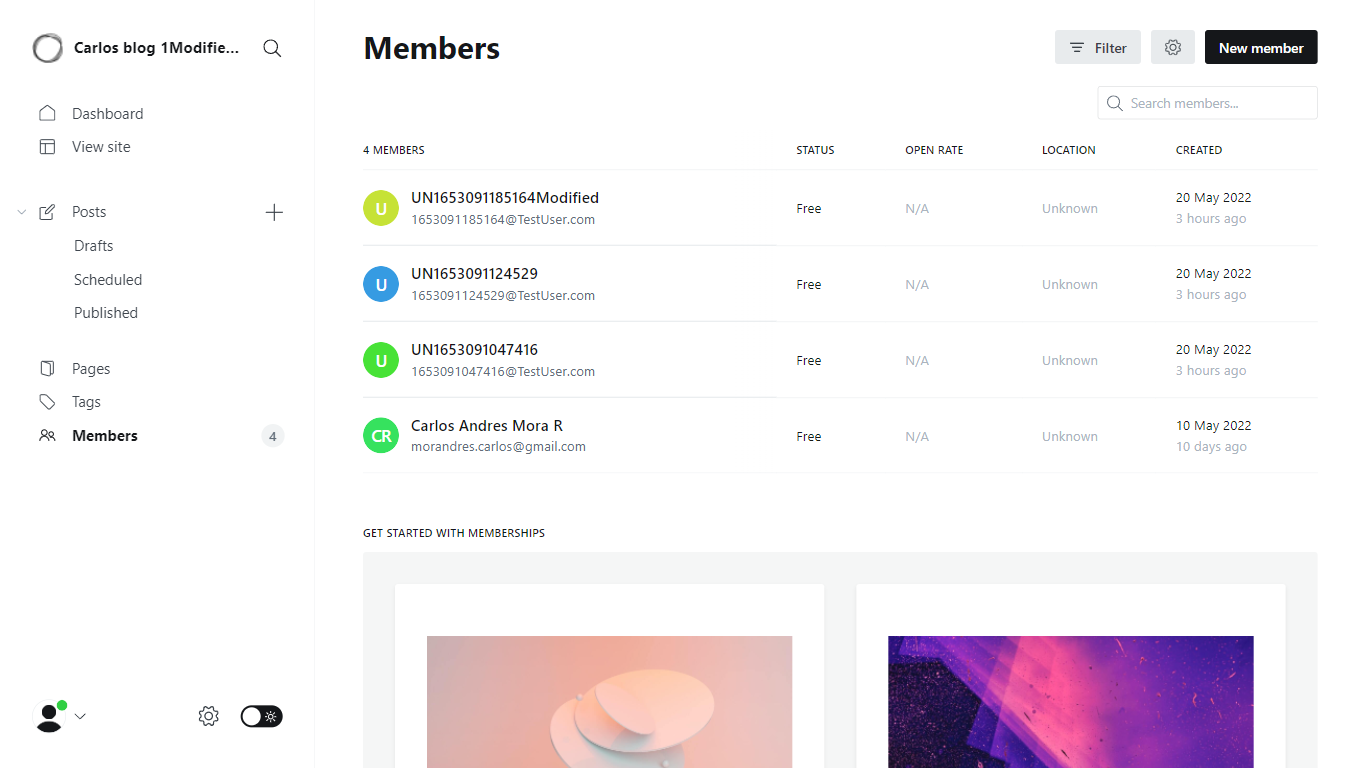 Carlos blog 1Modifie...
Dashboard
View site
Posts
Drafts
Scheduled
Published
Pages
Tags
Members
4
Members
Filter
New member
Search members...
4 MEMBERS STATUS OPEN RATE LOCATION CREATED
U UN1653091185164Modified
1653091185164@TestUser.com
Free N/A Unknown
20 May 2022
3 hours ago
U UN1653091124529
1653091124529@TestUser.com
Free N/A Unknown
20 May 2022
3 hours ago
U UN1653091047416
1653091047416@TestUser.com
Free N/A Unknown
20 May 2022
3 hours ago
CR Carlos Andres Mora R
morandres.carlos@gmail.com
Free N/A Unknown
10 May 2022
10 days ago
GET STARTED WITH MEMBERSHIPS